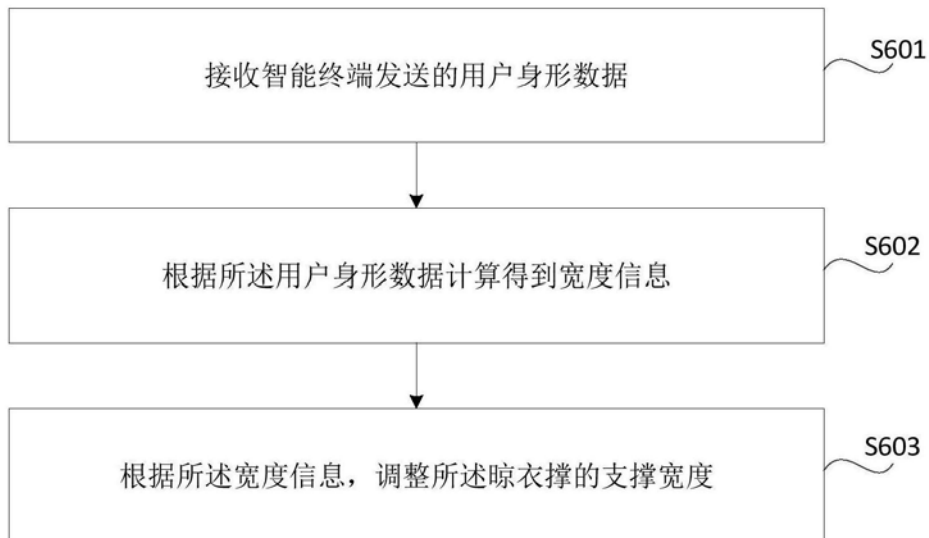 接收智能终端发送的用户身形数据
S601
根据所述用户身形数据计算得到宽度信息
S602
根据所述宽度信息，调整所述晾衣撑的支撑宽度
S603